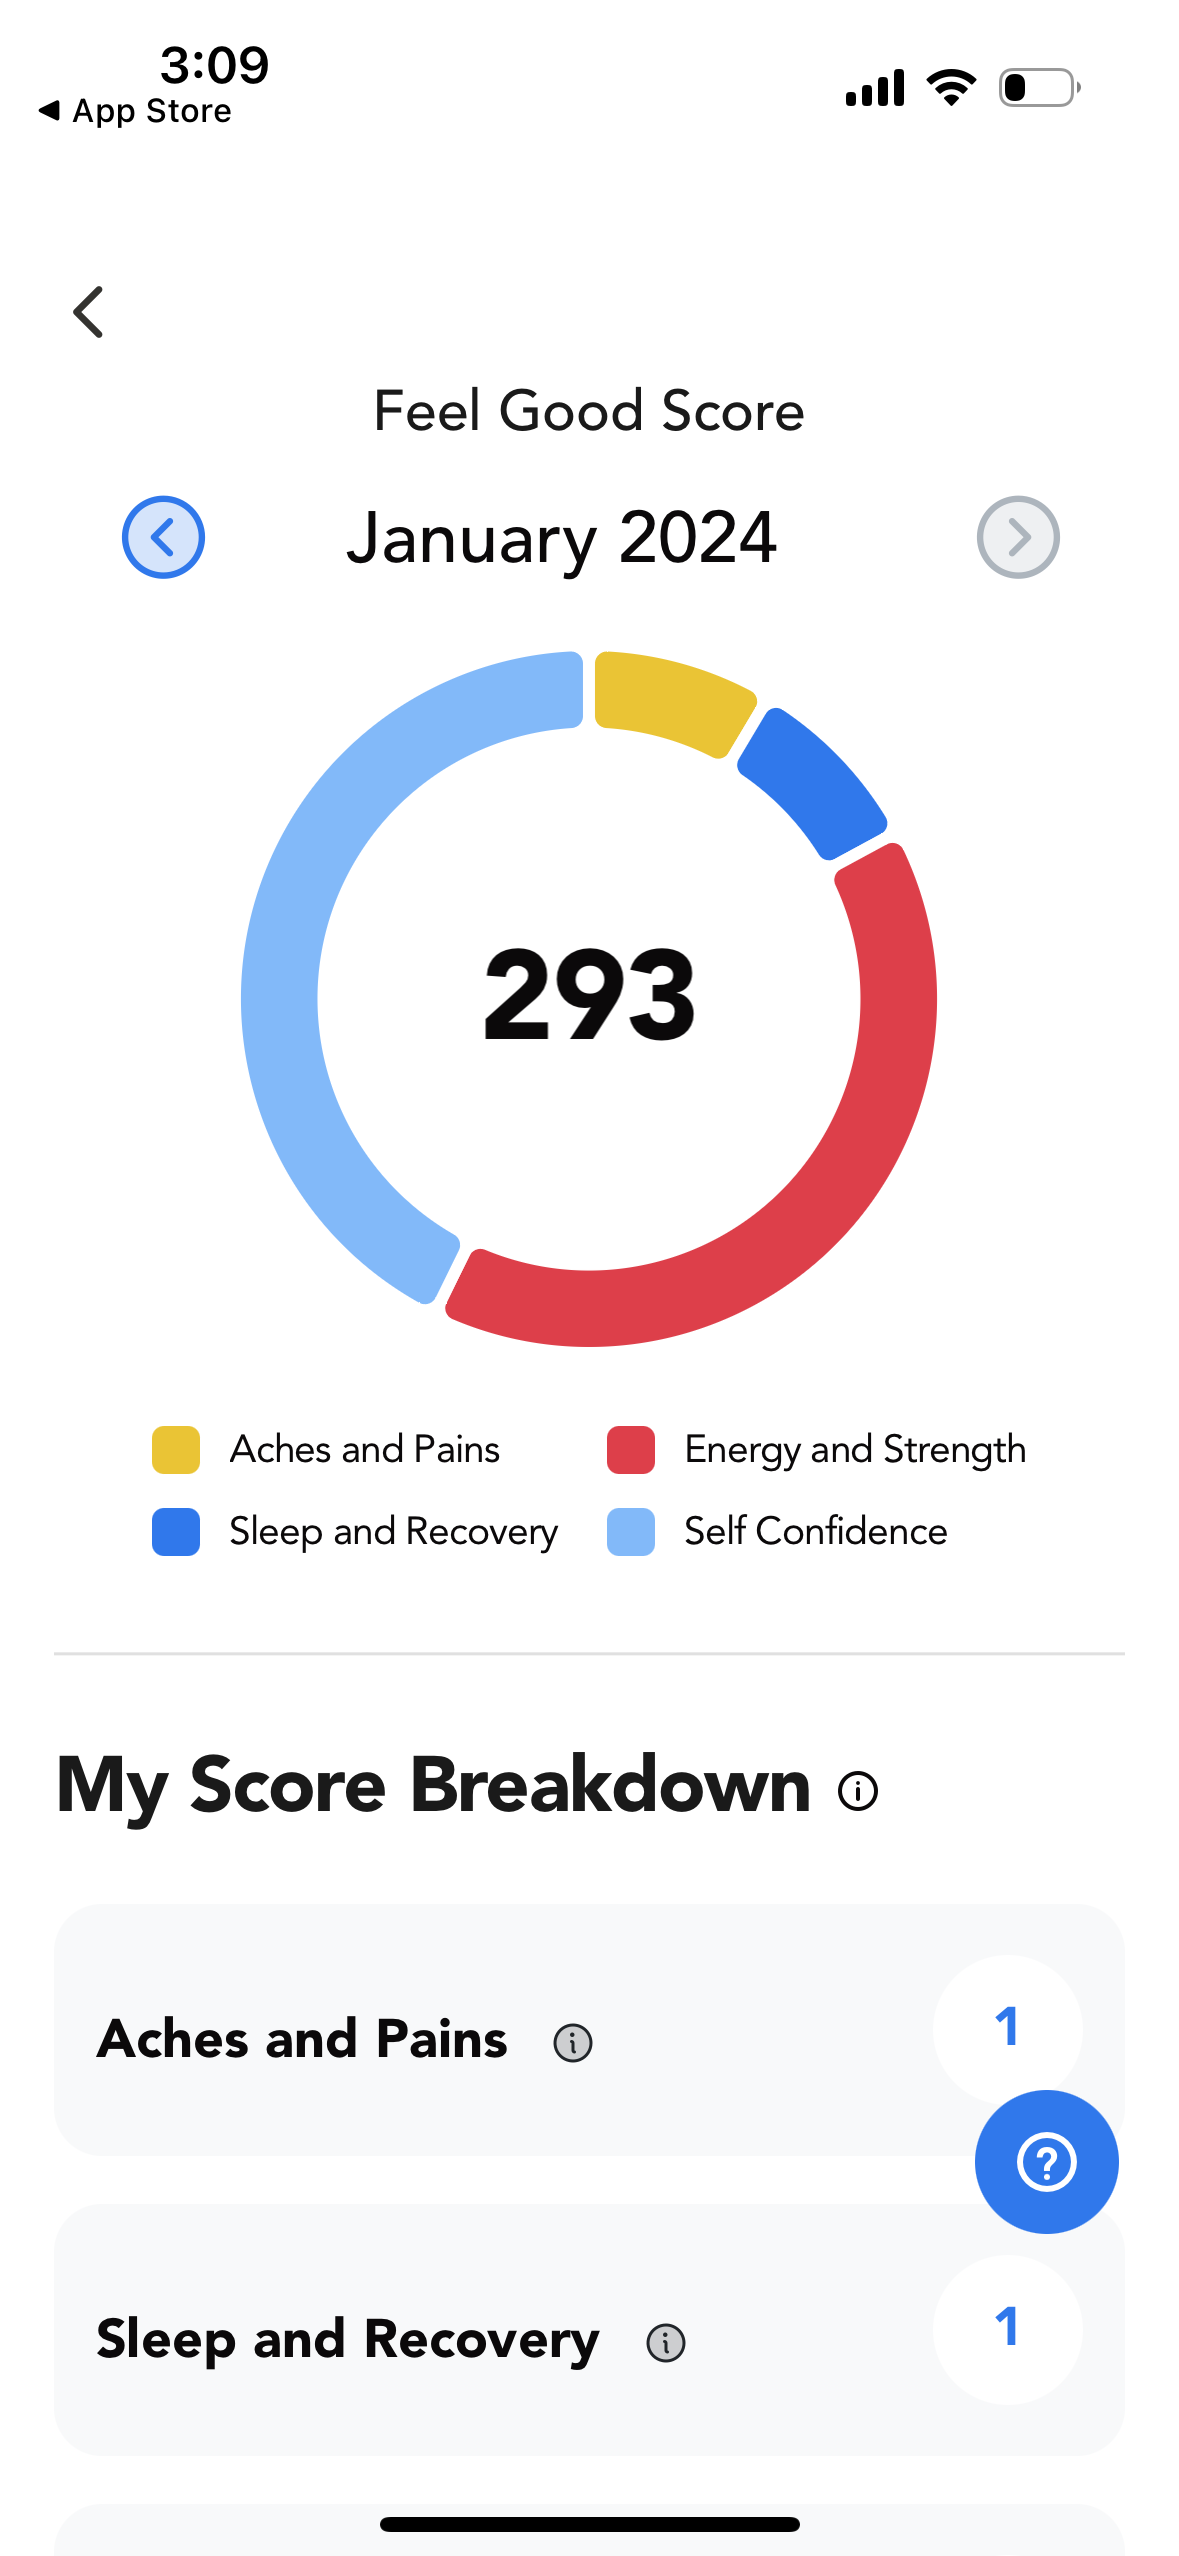 3:09
App Store
Feel Good Score
January 2024
293
Aches and Pains
Energy and Strength
Sleep and Recovery
Self Confidence
My Score Breakdown
Aches and Pains
1
Sleep and Recovery
1